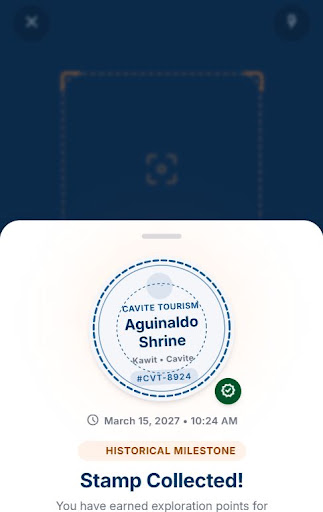 CAVITE TOURISM
Aguinaldo
Shrine
Kawit • Cavite
#CVT-8924
March 15, 2027 • 10:24 AM
HISTORICAL MILESTONE
Stamp Collected!
You have earned exploration points for